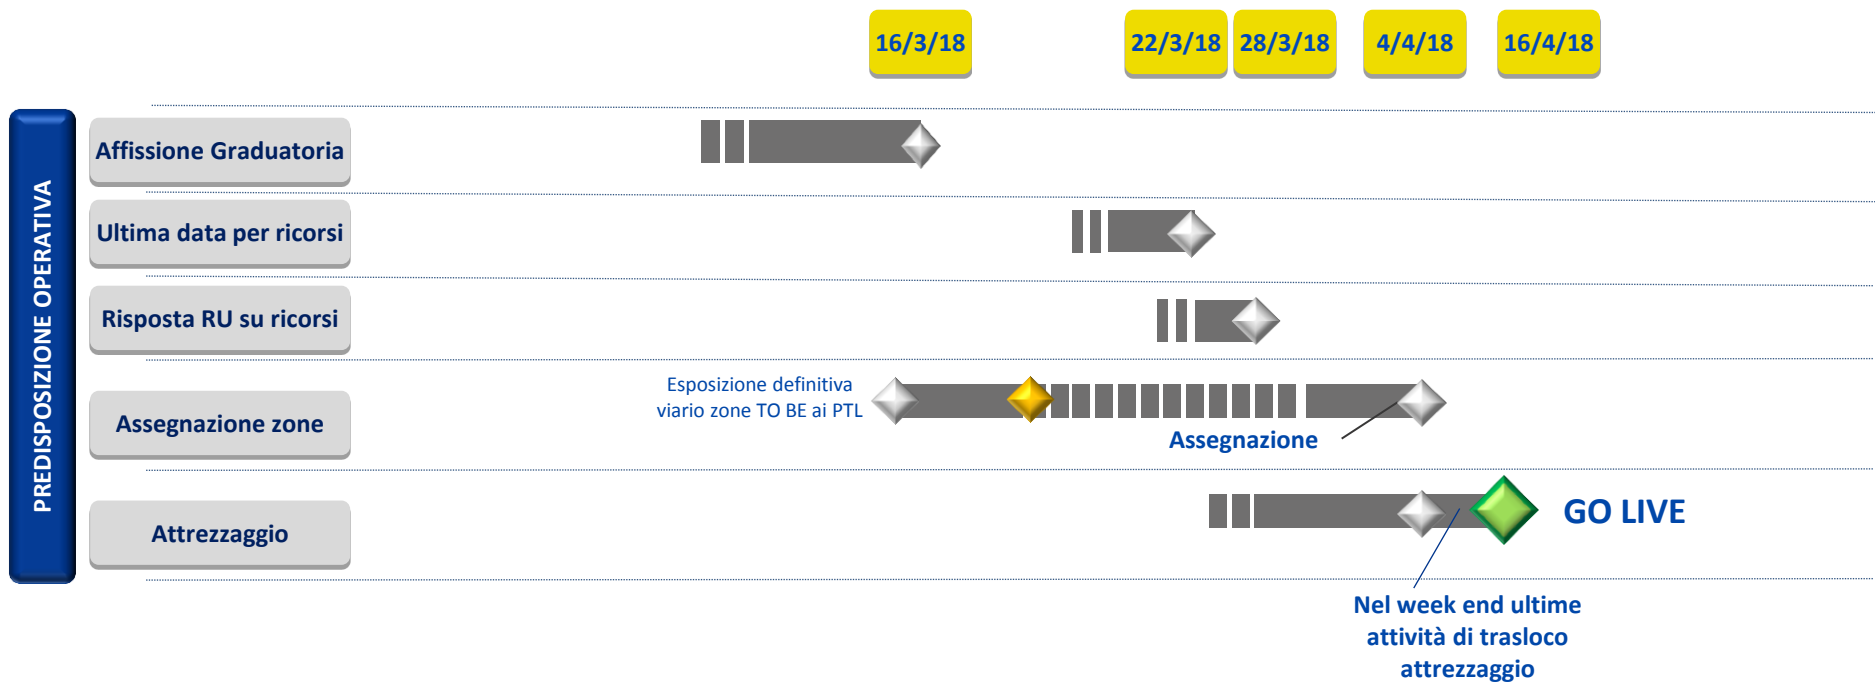 16/3/18 22/3/18 28/3/18 4/4/18 16/4/18
PREDISPOSIZIONE OPERATIVA
Affissione Graduatoria
Ultima data per ricorsi
Risposta RU su ricorsi
Assegnazione zone
Esposizione definitiva
viario zone TO BE ai PTL
Assegnazione
Attrezzaggio
GO LIVE
Nel week end ultime
attività di trasloco
attrezzaggio